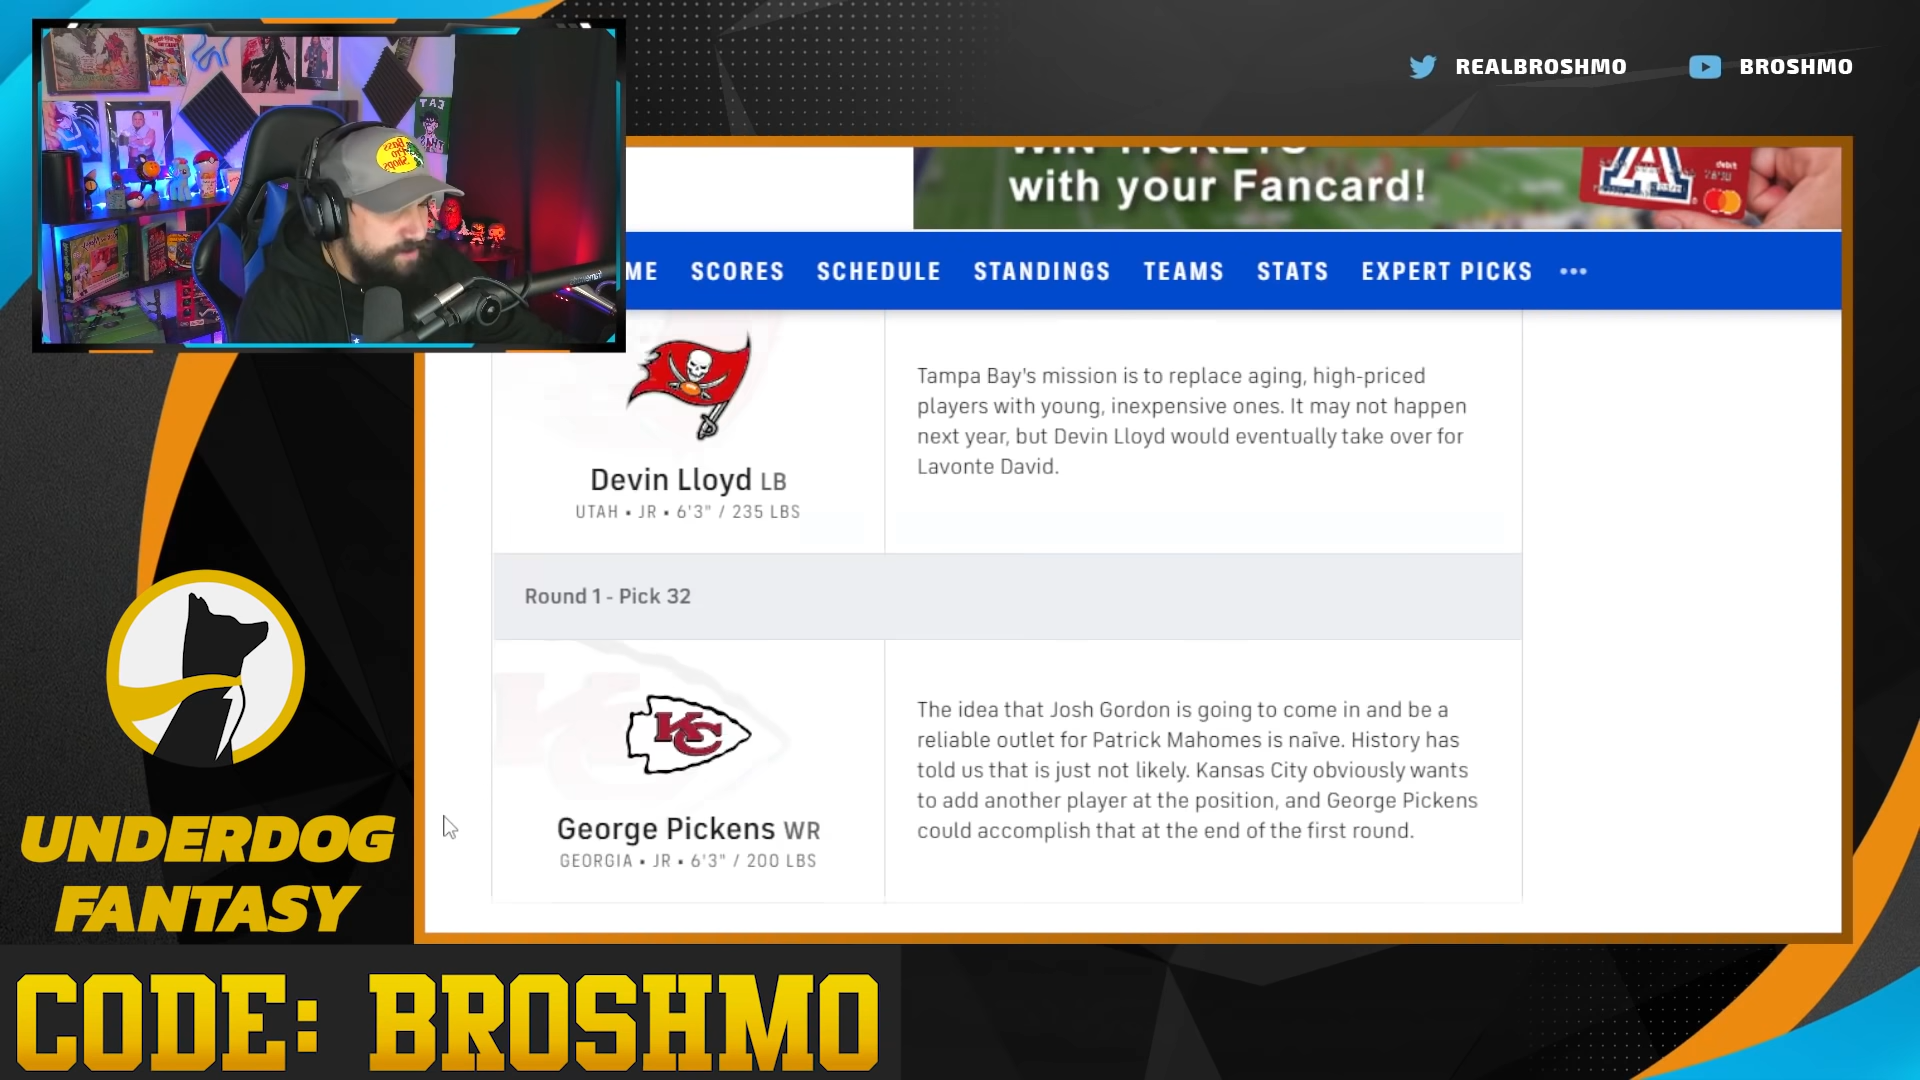 REALBROSHMO
BROSHMO
with your Fancard!
debit
ME SCORES SCHEDULE STANDINGS TEAMS STATS EXPERT PICKS
Tampa Bay's mission is to replace aging, high-priced
players with young, inexpensive ones. It may not happen
next year, but Devin Lloyd would eventually take over for
Lavonte David.
Devin Lloyd LB
UTAH • JR • 6'3" / 235 LBS
Round 1 - Pick 32
KC
The idea that Josh Gordon is going to come in and be a
reliable outlet for Patrick Mahomes is naïve. History has
told us that is just not likely. Kansas City obviously wants
to add another player at the position, and George Pickens
could accomplish that at the end of the first round.
George Pickens WR
GEORGIA • JR • 6'3" / 200 LBS
Bass
Pro
Shops
EAT
UNDERDOG
FANTASY
CODE: BROSHMO